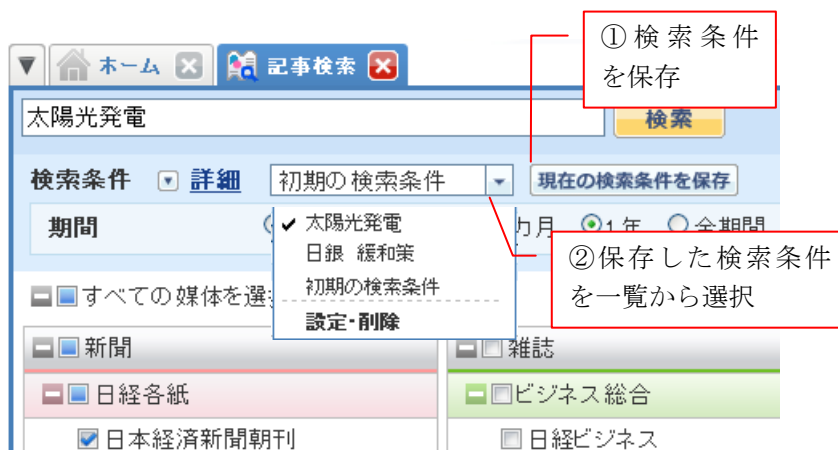 ①検索条件
を保存
▼ ホーム 記事検索
太陽光発電 検索
検索条件 詳細 初期の検索条件 現在の検索条件を保存
期間 カ月 1年 全期間
✔ 太陽光発電
日銀 緩和策
初期の検索条件
設定・削除
②保存した検索条件
を一覧から選択
すべての媒体を選
新聞 雑誌
日経各紙 ビジネス総合
日本経済新聞朝刊 日経ビジネス